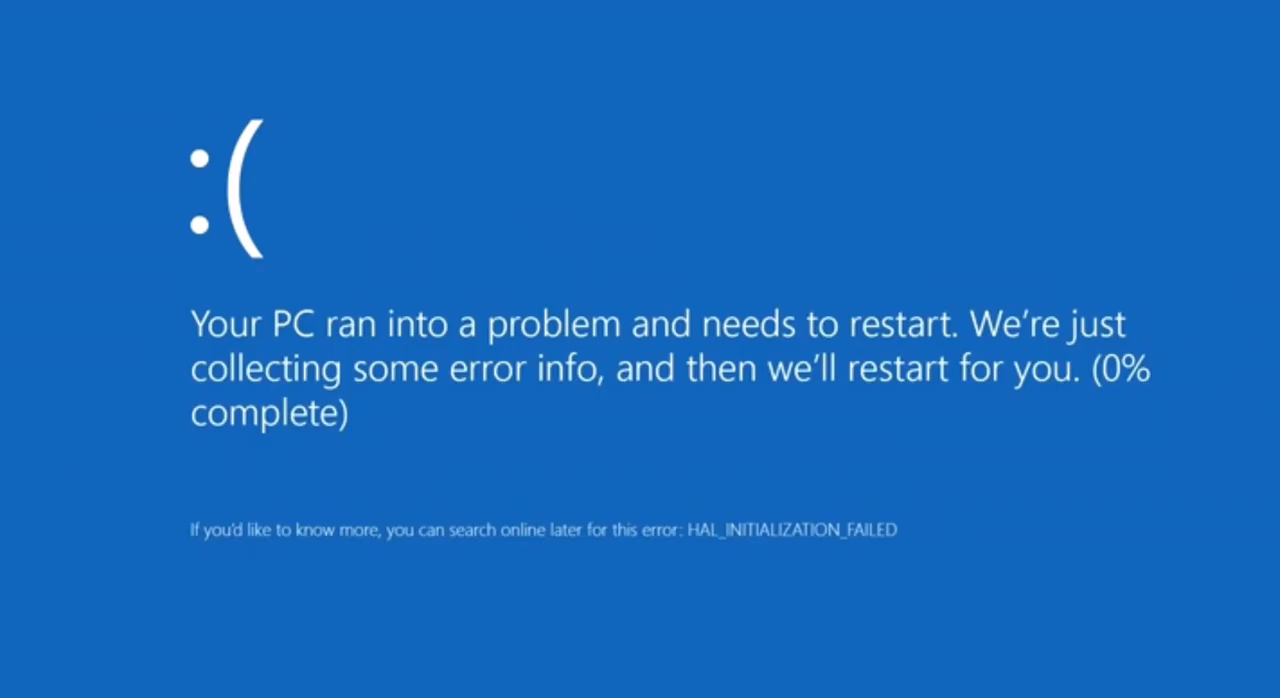 :(
Your PC ran into a problem and needs to restart. We're just
collecting some error info, and then we'll restart for you. (0%
complete)
If you'd like to know more, you can search online later for this error: HAL_INITIALIZATION_FAILED